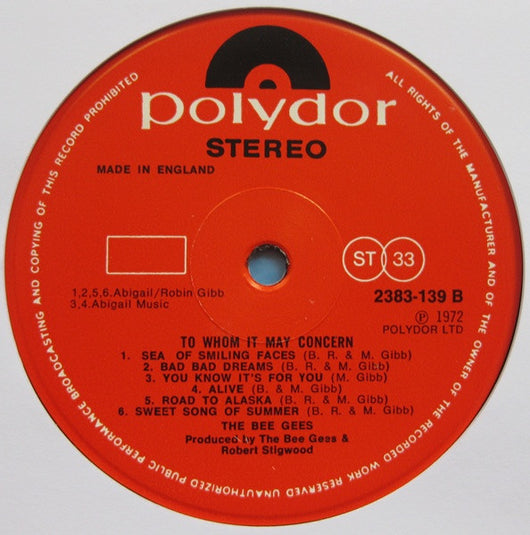 polydor
STEREO
MADE IN ENGLAND
ST 33
2383-139 B
1,2,5,6. Abigail/Robin Gibb
3,4. Abigail Music
℗ 1972
POLYDOR LTD
TO WHOM IT MAY CONCERN
1. SEA OF SMILING FACES (B. R. & M. Gibb)
2. BAD BAD DREAMS (B. R. & M. Gibb)
3. YOU KNOW IT'S FOR YOU (M. Gibb)
4. ALIVE (B. & M. Gibb)
5. ROAD TO ALASKA (B. R. & M. Gibb)
6. SWEET SONG OF SUMMER (B. R. & M. Gibb)
THE BEE GEES
Produced by The Bee Gees &
Robert Stigwood
ALL RIGHTS OF THE MANUFACTURER AND OF THE OWNER OF THE RECORDED WORK RESERVED UNAUTHORIZED PUBLIC PERFORMANCE BROADCASTING AND COPYING OF THIS RECORD PROHIBITED